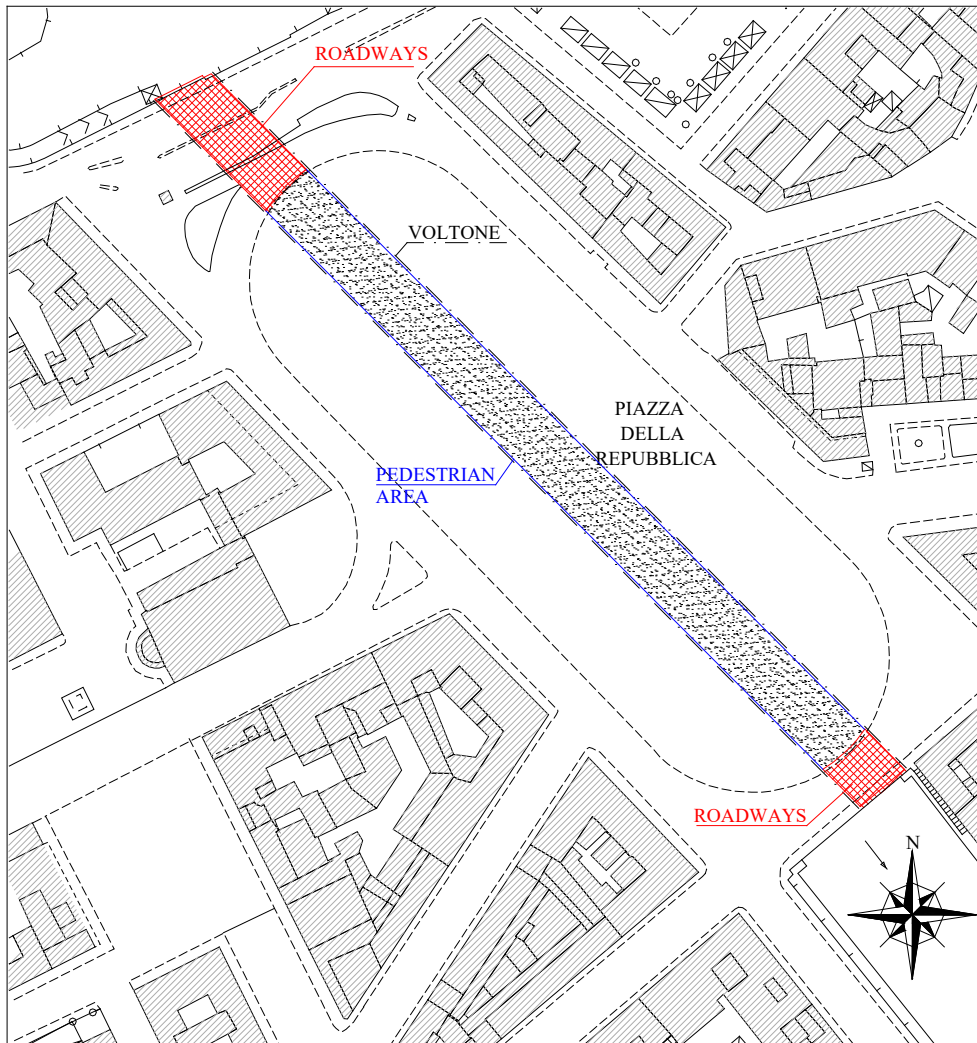 ROADWAYS
VOLTONE
PIAZZA
DELLA
REPUBBLICA
PEDESTRIAN
AREA
ROADWAYS
N